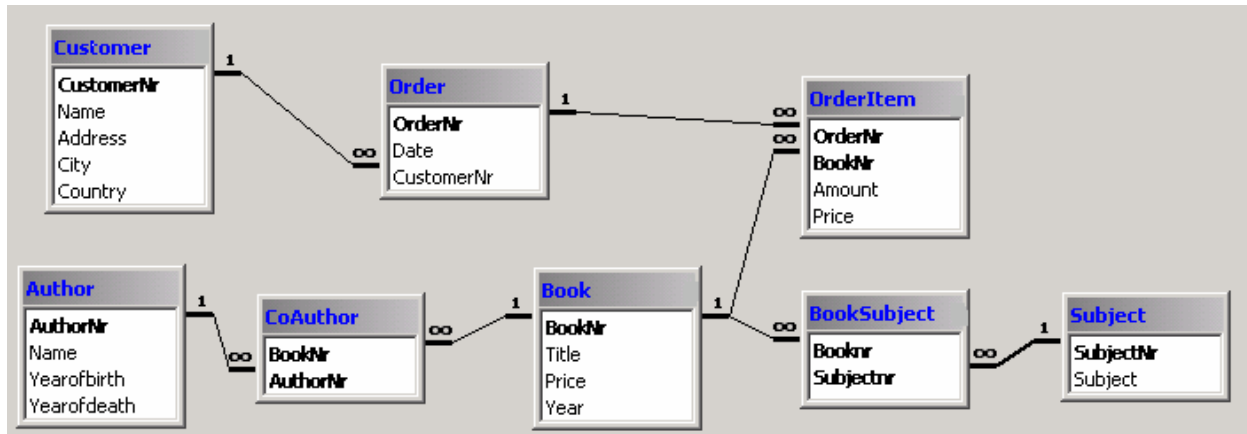 Customer
CustomerNr
Name
Address
City
Country
1
∞
Order
OrderNr
Date
CustomerNr
1
∞
∞
OrderItem
OrderNr
BookNr
Amount
Price
Author
AuthorNr
Name
Yearofbirth
Yearofdeath
1
∞
CoAuthor
BookNr
AuthorNr
∞
1
Book
BookNr
Title
Price
Year
1
∞
BookSubject
Booknr
Subjectnr
∞
1
Subject
SubjectNr
Subject